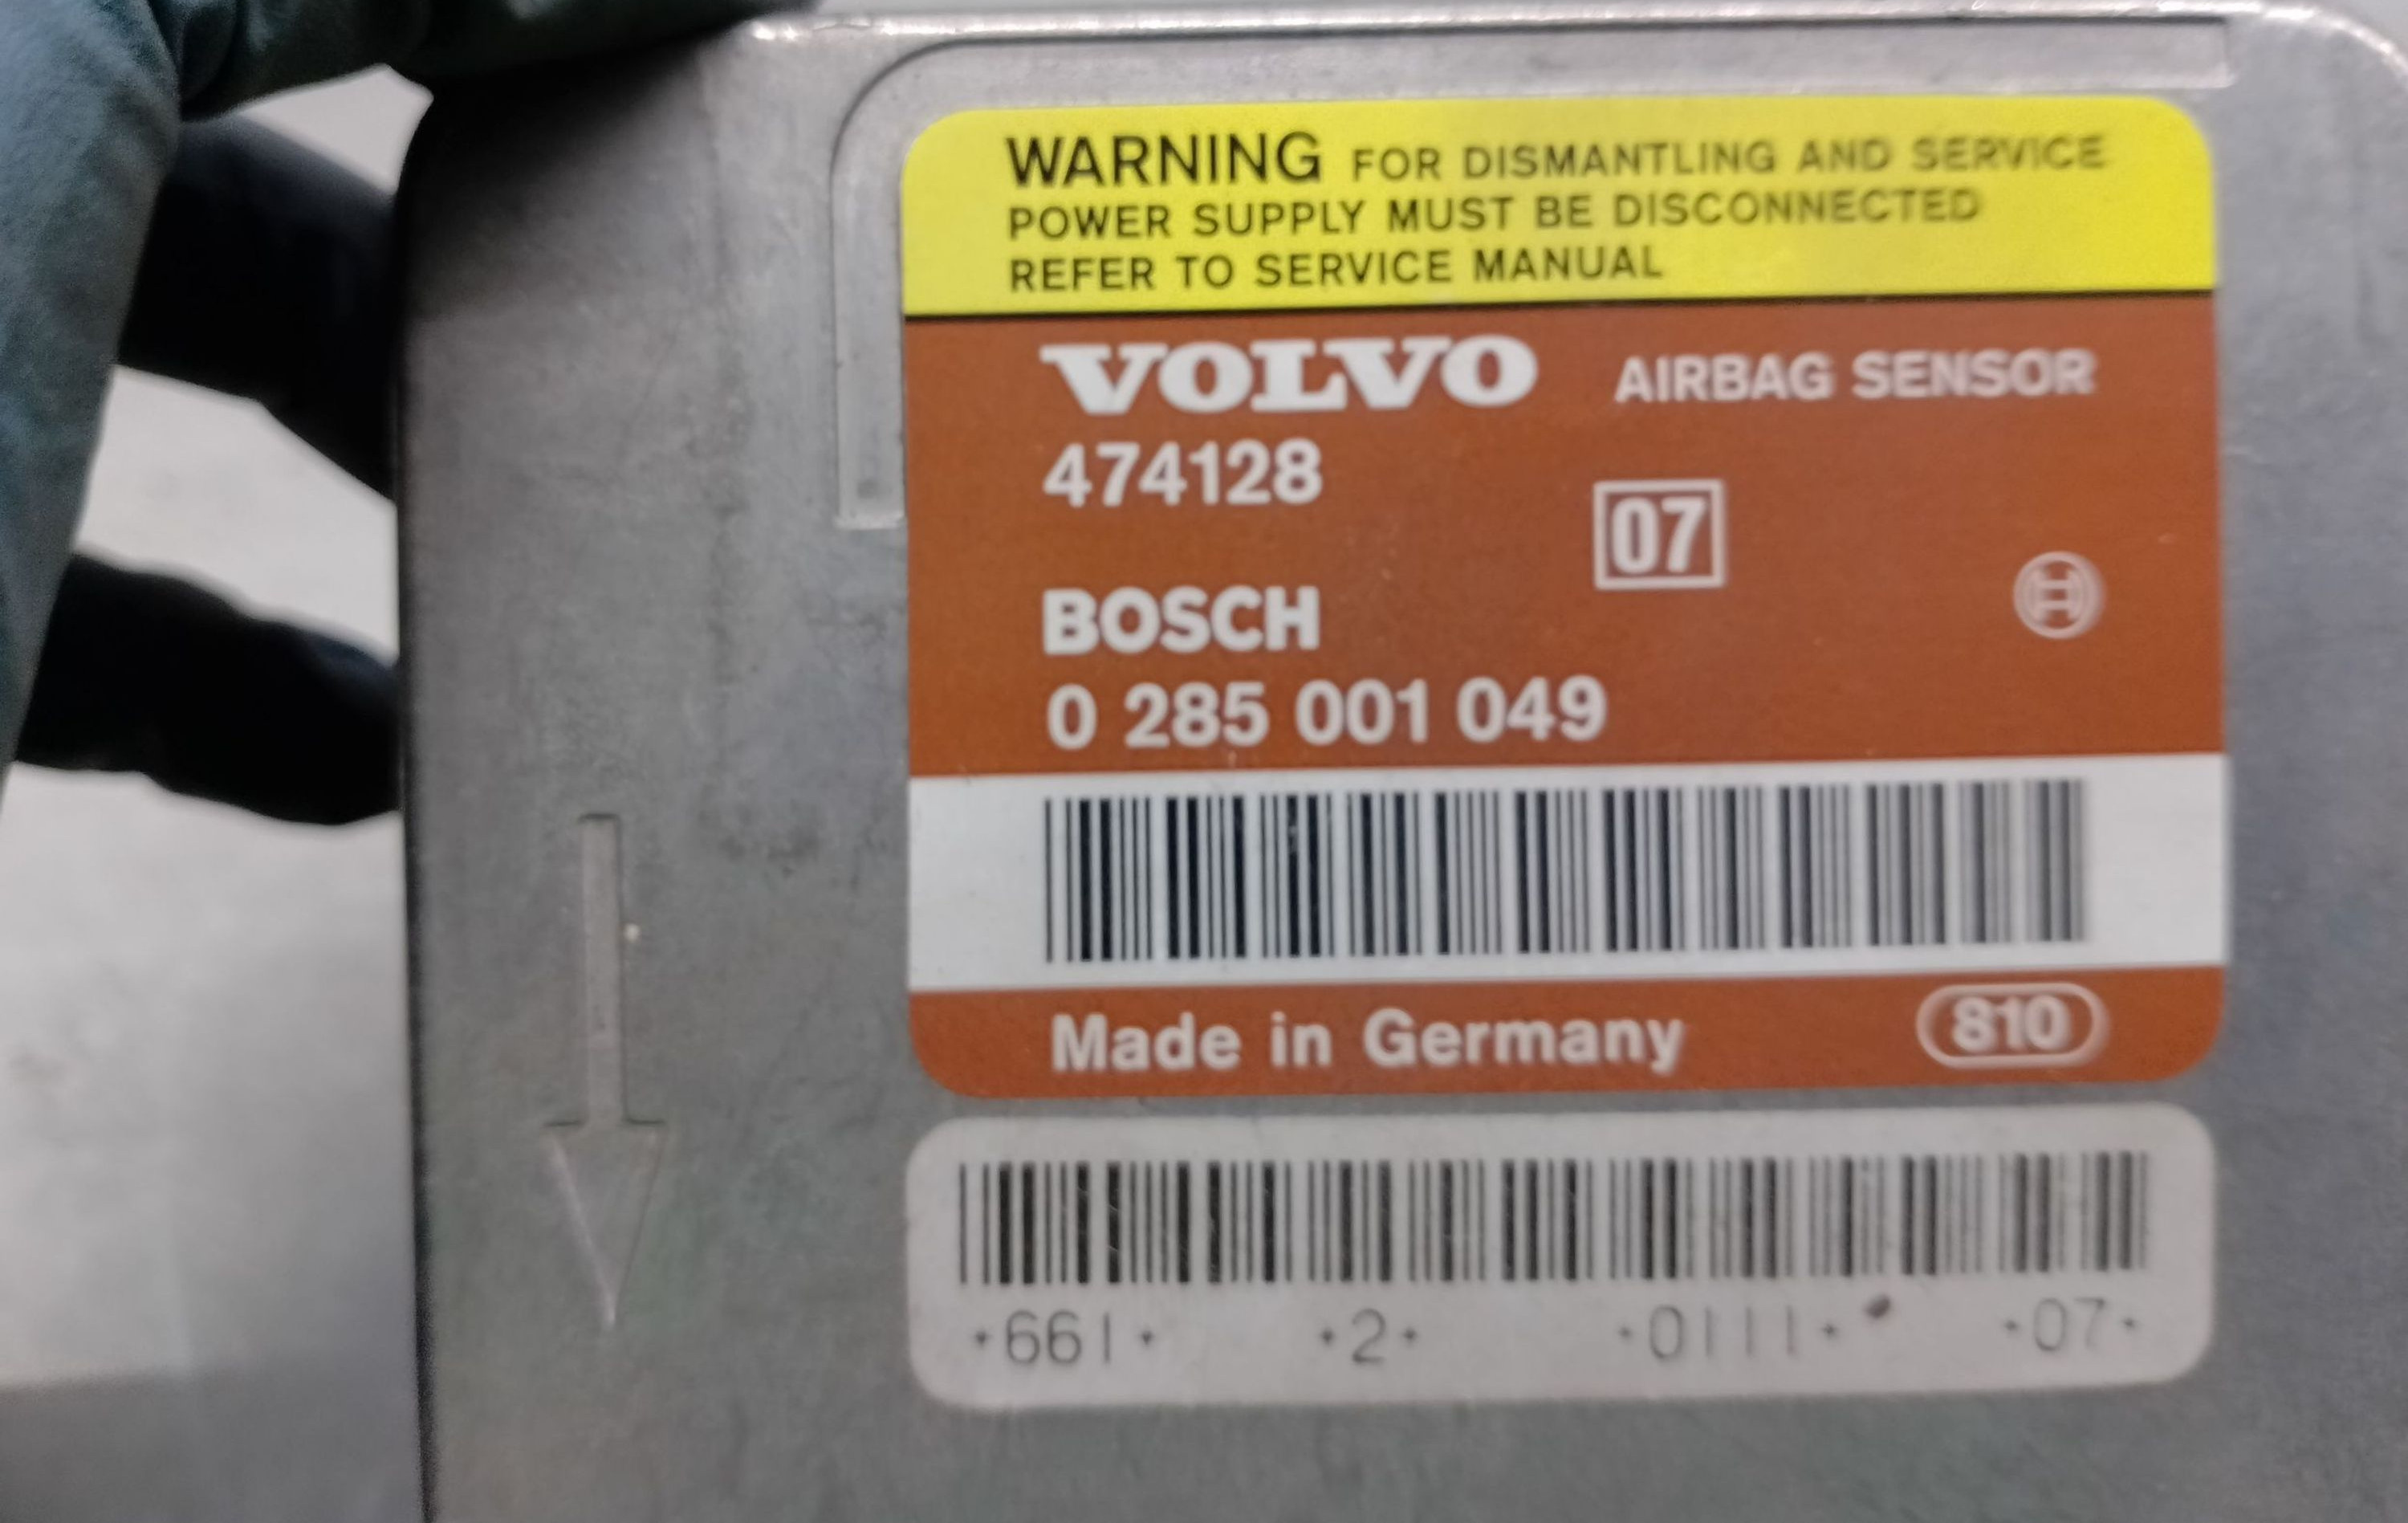 WARNING FOR DISMANTLING AND SERVICE
POWER SUPPLY MUST BE DISCONNECTED
REFER TO SERVICE MANUAL
VOLVO AIRBAG SENSOR
474128
07
BOSCH
0 285 001 049
Made in Germany 810
+661+ +2+ +0111+ +07+